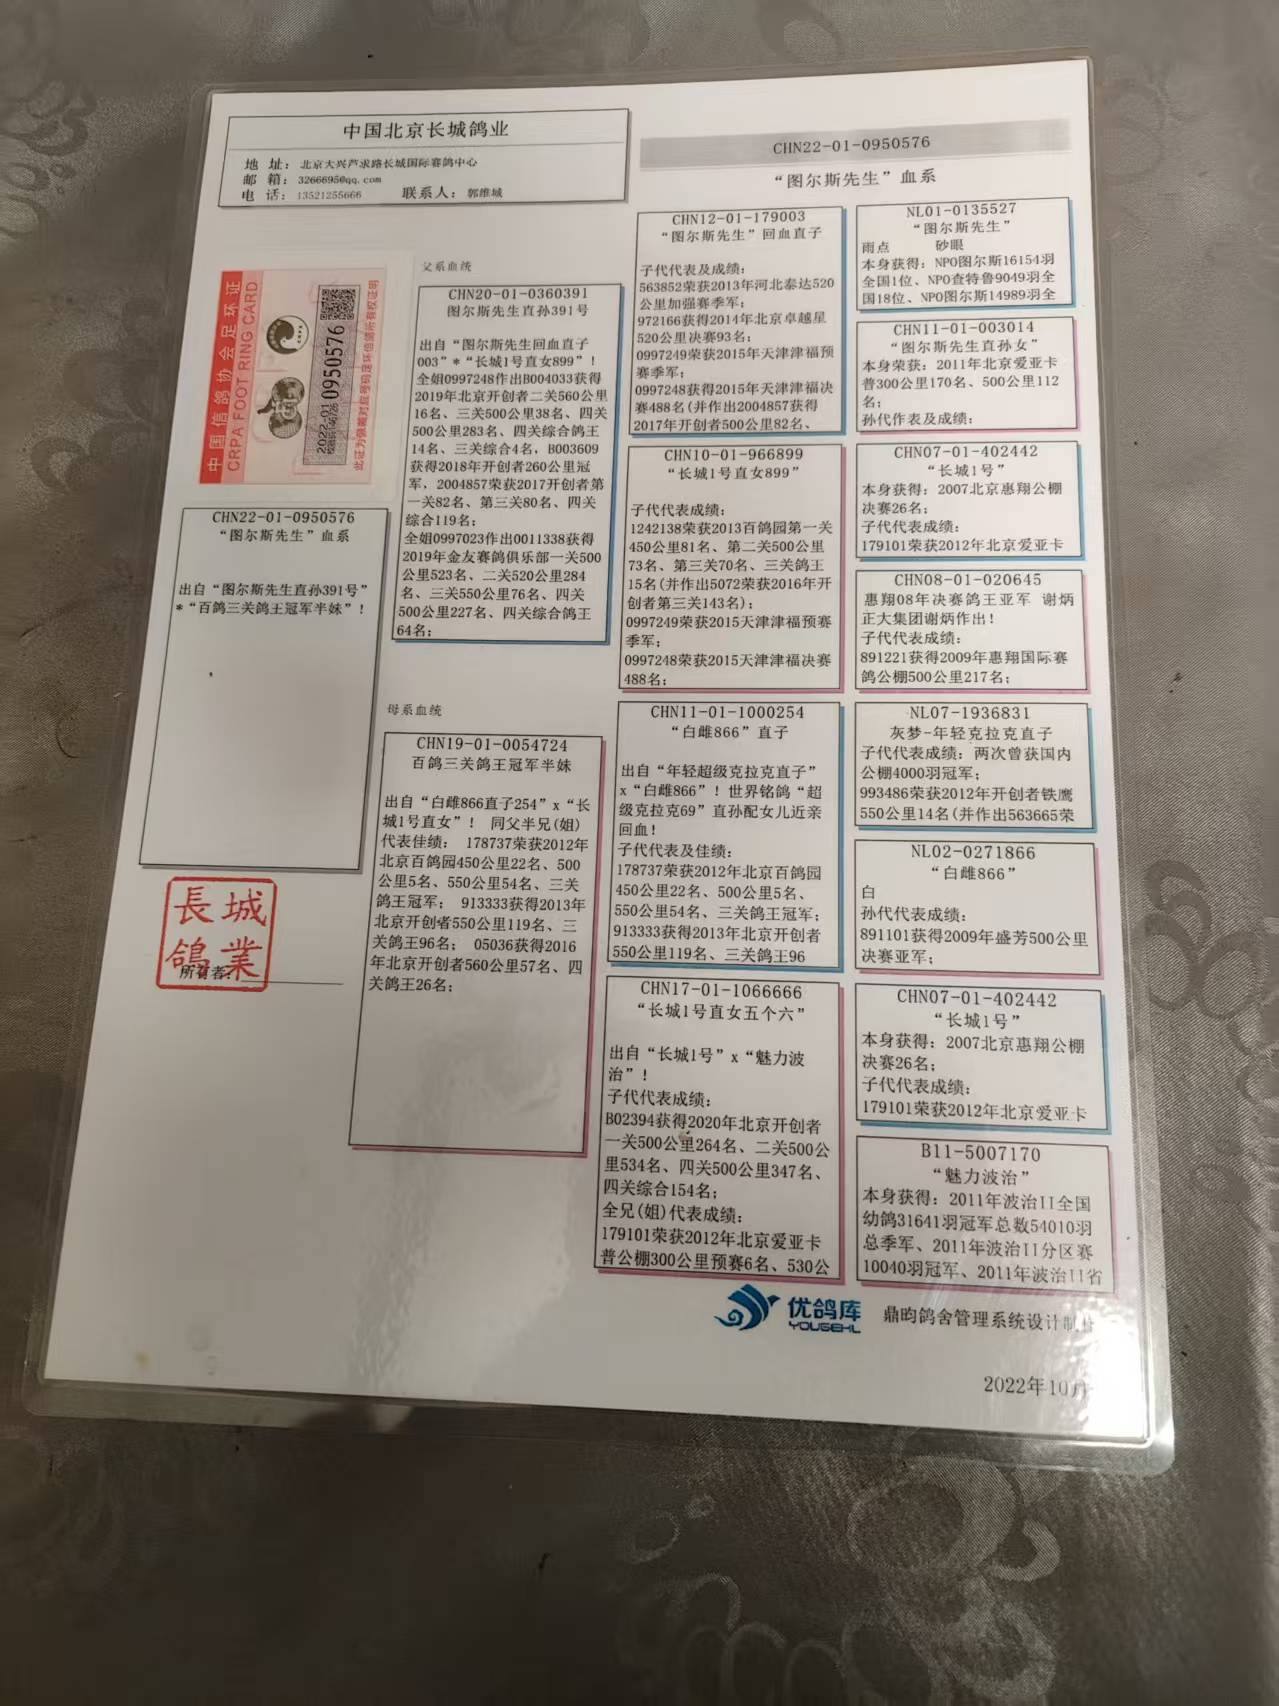 中国北京长城鸽业
地 址：北京大兴芦求路长城国际赛鸽中心
邮 箱：3266695@qq.com
电 话：13521255666 联系人：郭维城
CHN22-01-0950576
“图尔斯先生”血系
中国信鸽协会足环证
CRPA FOOT RING CARD
2022-01 0950576
此证为佩戴对应号码足环信鸽所有权证明
CHN22-01-0950576
“图尔斯先生”血系
出自“图尔斯先生直孙391号”
*“百鸽三关鸽王冠军半妹”！
長城
鸽業
所有者：
父系血统
CHN20-01-0360391
图尔斯先生直孙391号
出自“图尔斯先生回血直子
003”*“长城1号直女899”！
全姐0997248作出B004033获得
2019年北京开创者二关560公里
16名、三关500公里38名、四关
500公里283名、四关综合鸽王
14名、三关综合4名，B003609
获得2018年开创者260公里冠
军，2004857荣获2017开创者第
一关82名、第三关80名、四关
综合119名；
全姐0997023作出0011338获得
2019年金友赛鸽俱乐部一关500
公里523名、二关520公里284
名、三关550公里76名、四关
500公里227名、四关综合鸽王
64名；
母系血统
CHN19-01-0054724
百鸽三关鸽王冠军半妹
出自“白雌866直子254”x“长
城1号直女”！ 同父半兄(姐)
代表佳绩： 178737荣获2012年
北京百鸽园450公里22名、500
公里5名、550公里54名、三关
鸽王冠军； 913333获得2013年
北京开创者550公里119名、三
关鸽王96名； 05036获得2016
年北京开创者560公里57名、四
关鸽王26名；
CHN12-01-179003
“图尔斯先生”回血直子
子代代表及成绩：
563852荣获2013年河北泰达520
公里加强赛季军；
972166获得2014年北京卓越星
520公里决赛93名；
0997249荣获2015年天津津福预
赛季军；
0997248获得2015年天津津福决
赛488名(并作出2004857获得
2017年开创者500公里82名、
CHN10-01-966899
“长城1号直女899”
子代代表成绩：
1242138荣获2013百鸽园第一关
450公里81名、第二关500公里
73名、第三关70名、三关鸽王
15名(并作出5072荣获2016年开
创者第三关143名)；
0997249荣获2015天津津福预赛
季军；
0997248荣获2015天津津福决赛
488名；
CHN11-01-1000254
“白雌866”直子
出自“年轻超级克拉克直子”
x“白雌866”！世界铭鸽“超
级克拉克69”直孙配女儿近亲
回血！
子代代表及佳绩：
178737荣获2012年北京百鸽园
450公里22名、500公里5名、
550公里54名、三关鸽王冠军；
913333获得2013年北京开创者
550公里119名、三关鸽王96
CHN17-01-1066666
“长城1号直女五个六”
出自“长城1号”x“魅力波
治”！
子代代表成绩：
B02394获得2020年北京开创者
一关500公里264名、二关500公
里534名、四关500公里347名、
四关综合154名；
全兄(姐)代表成绩：
179101荣获2012年北京爱亚卡
普公棚300公里预赛6名、530公
NL01-0135527
“图尔斯先生”
雨点 砂眼
本身获得：NPO图尔斯16154羽
全国1位、NPO查特鲁9049羽全
国18位、NPO图尔斯14989羽全
CHN11-01-003014
“图尔斯先生直孙女”
本身荣获：2011年北京爱亚卡
普300公里170名、500公里112
名；
孙代作表及成绩：
CHN07-01-402442
“长城1号”
本身获得：2007北京惠翔公棚
决赛26名；
子代代表成绩：
179101荣获2012年北京爱亚卡
CHN08-01-020645
惠翔08年决赛鸽王亚军 谢炳
正大集团谢炳作出！
子代代表成绩：
891221获得2009年惠翔国际赛
鸽公棚500公里217名；
NL07-1936831
灰梦-年轻克拉克直子
子代代表成绩：两次曾获国内
公棚4000羽冠军；
993486荣获2012年开创者铁鹰
550公里14名(并作出563665荣
NL02-0271866
“白雌866”
白
孙代代表成绩：
891101获得2009年盛芳500公里
决赛亚军；
CHN07-01-402442
“长城1号”
本身获得：2007北京惠翔公棚
决赛26名；
子代代表成绩：
179101荣获2012年北京爱亚卡
B11-5007170
“魅力波治”
本身获得：2011年波治II全国
幼鸽31641羽冠军总数54010羽
总季军、2011年波治II分区赛
10040羽冠军、2011年波治II省
优鸽库
YOUGEKU
鼎昀鸽舍管理系统设计制作
2022年10月